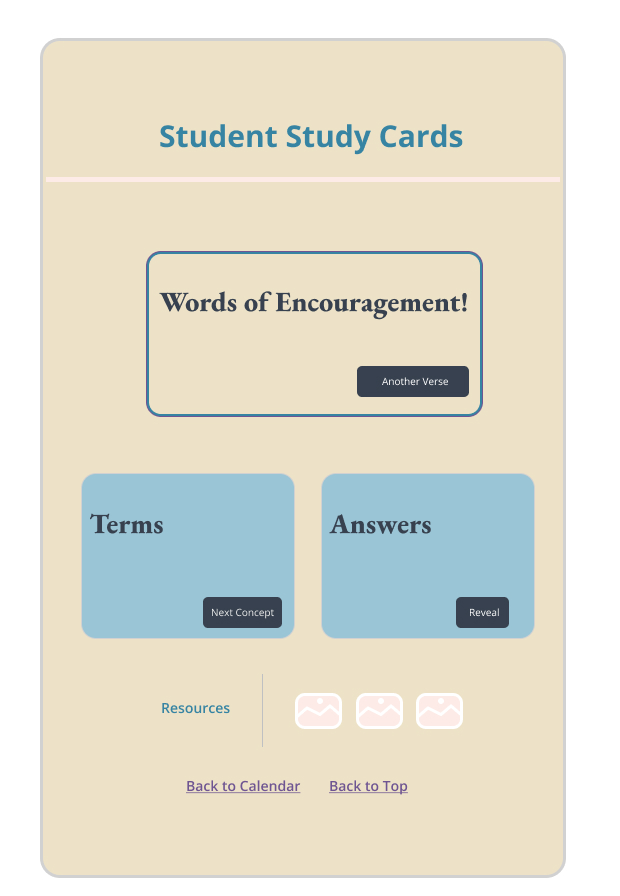 Student Study Cards
Words of Encouragement!
Another Verse
Terms
Next Concept
Answers
Reveal
Resources
Back to Calendar
Back to Top